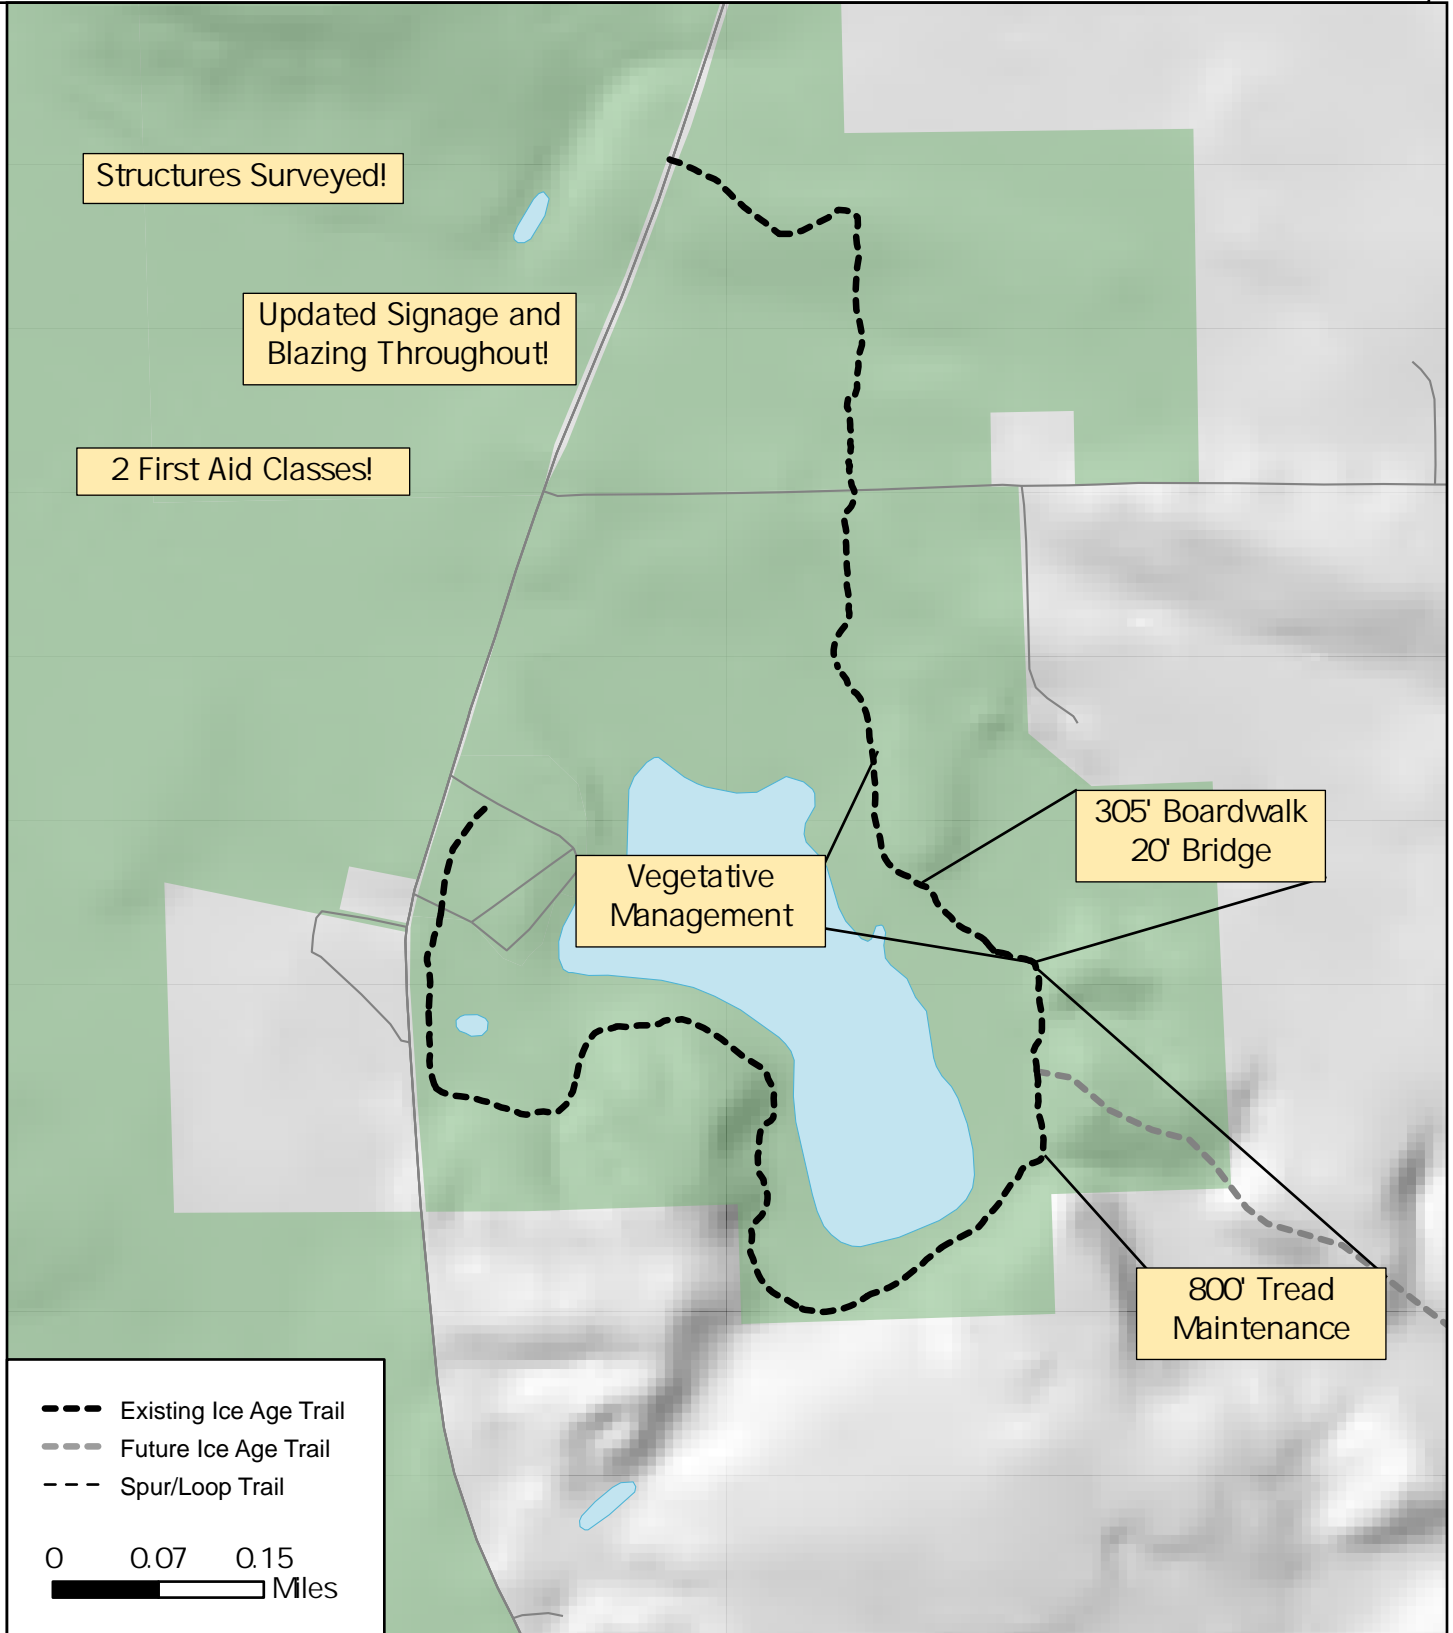 Structures Surveyed!
Updated Signage and
Blazing Throughout!
2 First Aid Classes!
305' Boardwalk
20' Bridge
Vegetative
Management
800' Tread
Maintenance
Existing Ice Age Trail
Future Ice Age Trail
Spur/Loop Trail
0 0.07 0.15
Miles